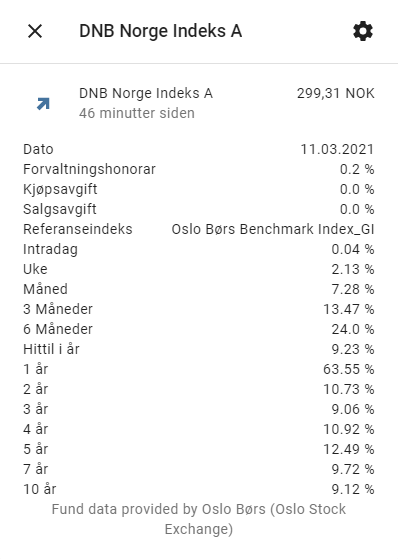 DNB Norge Indeks A
DNB Norge Indeks A 299,31 NOK
46 minutter siden
Dato 11.03.2021
Forvaltningshonorar 0.2 %
Kjøpsavgift 0.0 %
Salgsavgift 0.0 %
Referanseindeks Oslo Børs Benchmark Index_GI
Intradag 0.04 %
Uke 2.13 %
Måned 7.28 %
3 Måneder 13.47 %
6 Måneder 24.0 %
Hittil i år 9.23 %
1 år 63.55 %
2 år 10.73 %
3 år 9.06 %
4 år 10.92 %
5 år 12.49 %
7 år 9.72 %
10 år 9.12 %
Fund data provided by Oslo Børs (Oslo Stock
Exchange)